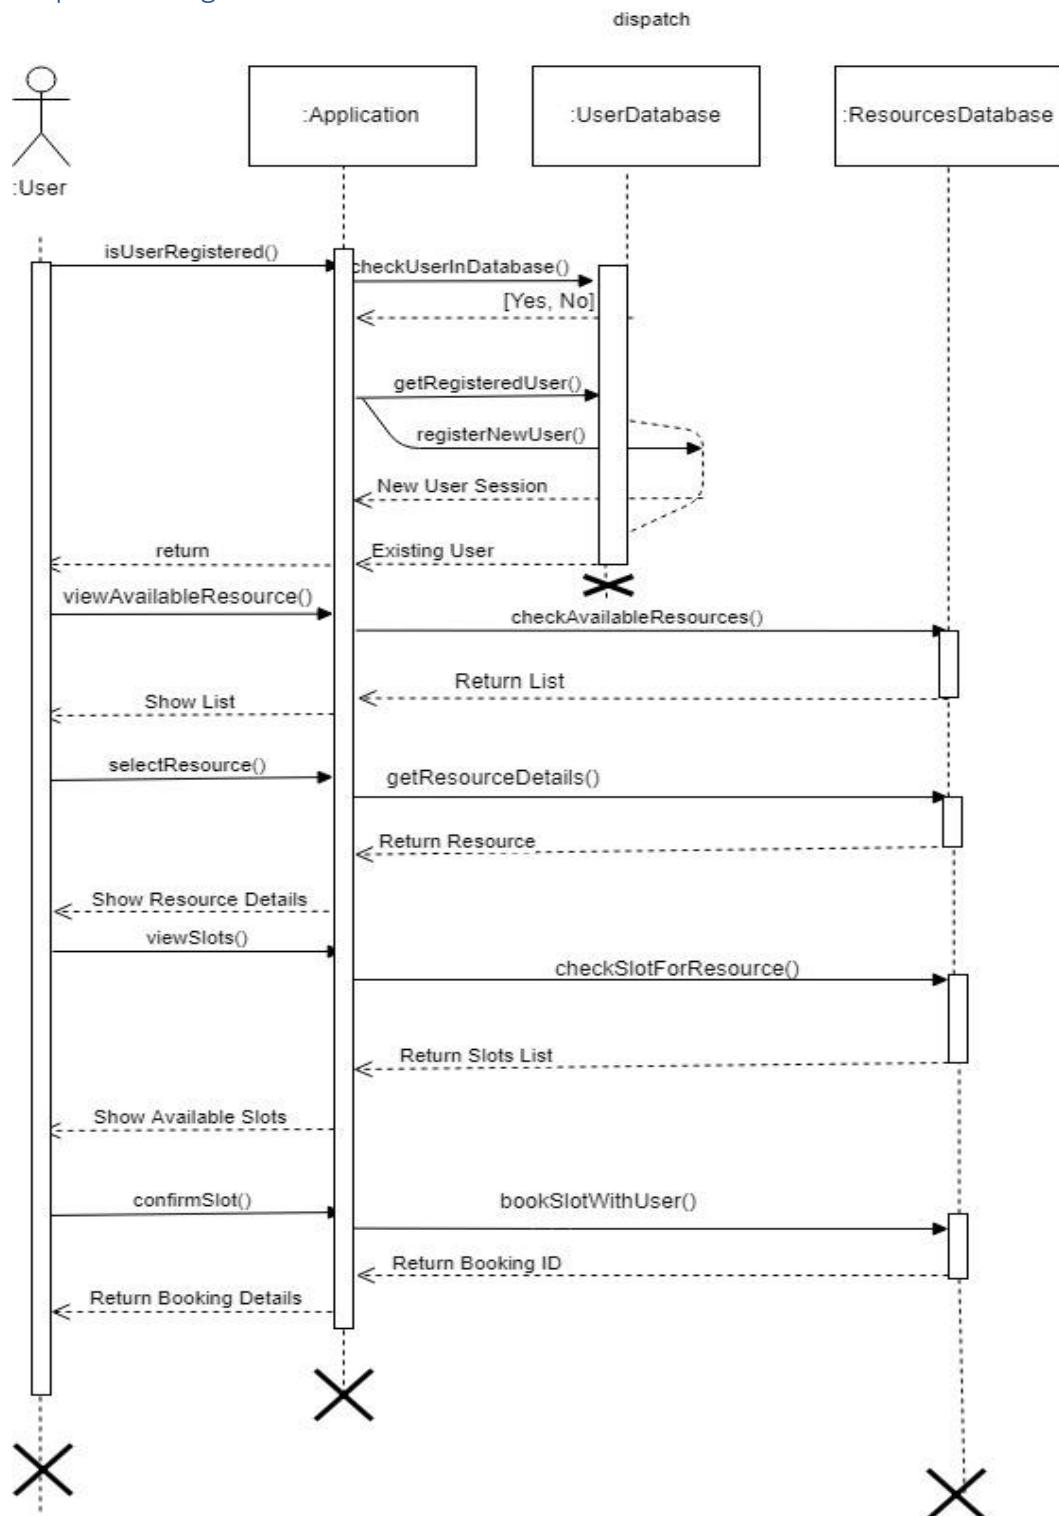 dispatch
:Application
:UserDatabase
:ResourcesDatabase
:User
isUserRegistered()
checkUserInDatabase()
[Yes, No]
getRegisteredUser()
registerNewUser()
New User Session
return
Existing User
viewAvailableResource()
checkAvailableResources()
Return List
Show List
selectResource()
getResourceDetails()
Return Resource
Show Resource Details
viewSlots()
checkSlotForResource()
Return Slots List
Show Available Slots
confirmSlot()
bookSlotWithUser()
Return Booking ID
Return Booking Details